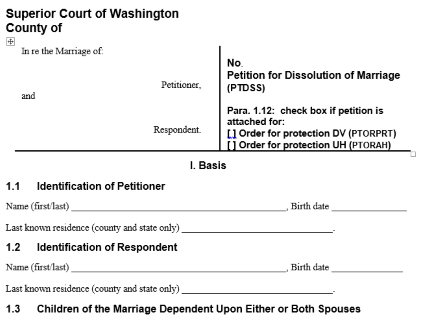 Superior Court of Washington
County of
In re the Marriage of:
Petitioner,
and
Respondent.
No.
Petition for Dissolution of Marriage
(PTDSS)
Para. 1.12: check box if petition is
attached for:
[ ] Order for protection DV (PTORPRT)
[ ] Order for protection UH (PTORAH)
I. Basis
1.1 Identification of Petitioner
Name (first/last) ____________________, Birth date ____________
Last known residence (county and state only) ____________________.
1.2 Identification of Respondent
Name (first/last) ____________________, Birth date ____________
Last known residence (county and state only) ____________________.
1.3 Children of the Marriage Dependent Upon Either or Both Spouses